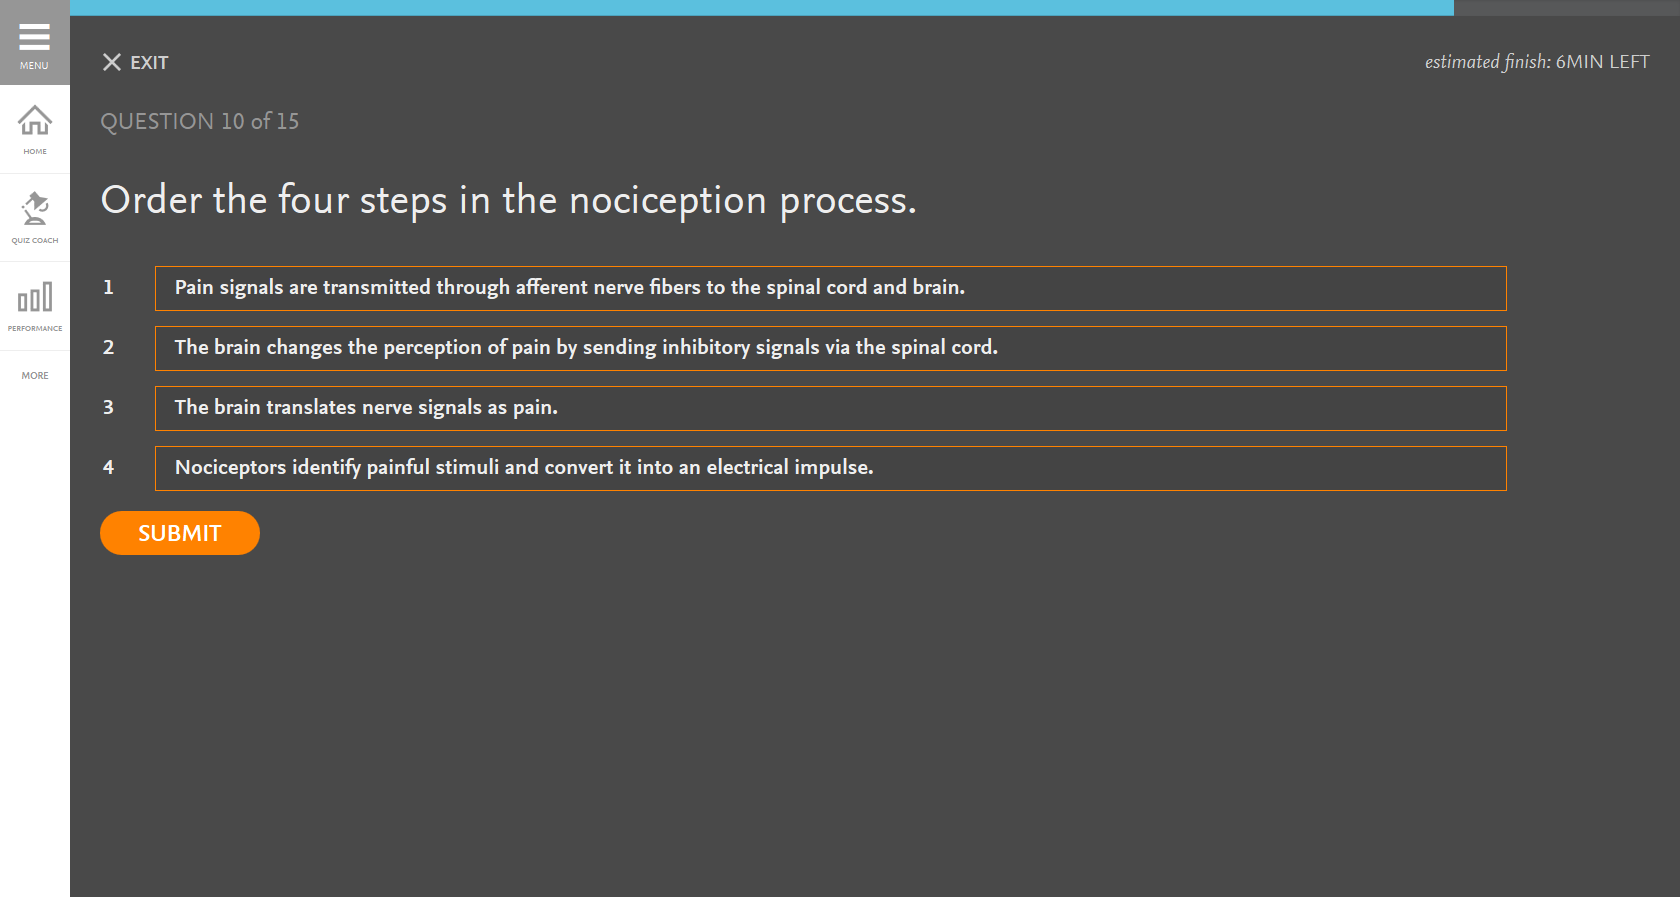 MENU
EXIT
estimated finish: 6MIN LEFT
HOME
QUIZ COACH
PERFORMANCE
MORE
QUESTION 10 of 15
Order the four steps in the nociception process.
1 Pain signals are transmitted through afferent nerve fibers to the spinal cord and brain.
2 The brain changes the perception of pain by sending inhibitory signals via the spinal cord.
3 The brain translates nerve signals as pain.
4 Nociceptors identify painful stimuli and convert it into an electrical impulse.
SUBMIT